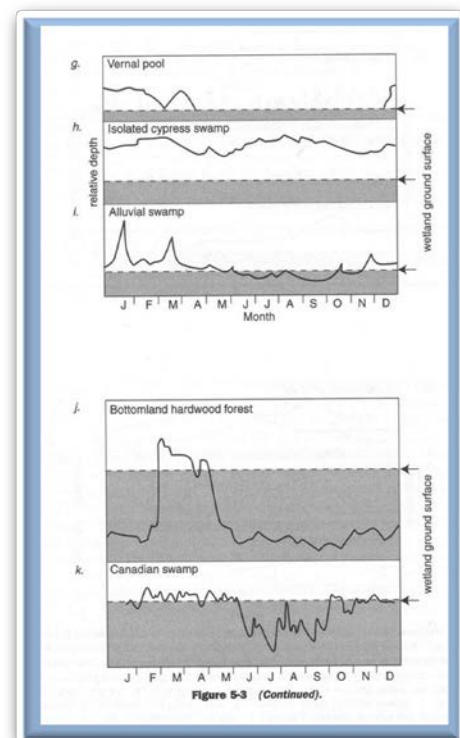 g.
Vernal pool
h.
Isolated cypress swamp
i.
Alluvial swamp
relative depth
wetland ground surface
J F M A M J J A S O N D
Month
j.
Bottomland hardwood forest
k.
Canadian swamp
wetland ground surface
J F M A M J J A S O N D
Figure 5-3 (Continued).